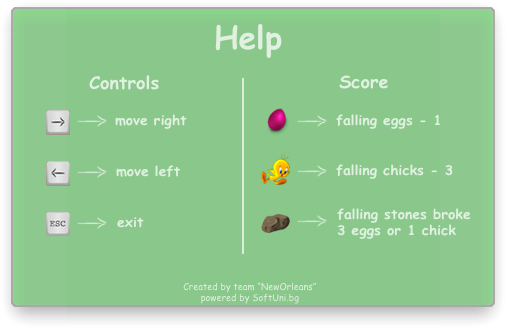 Help
Controls
→ move right
← move left
ESC exit
Score
falling eggs - 1
falling chicks - 3
falling stones broke
3 eggs or 1 chick
Created by team "NewOrleans"
powered by SoftUni.bg